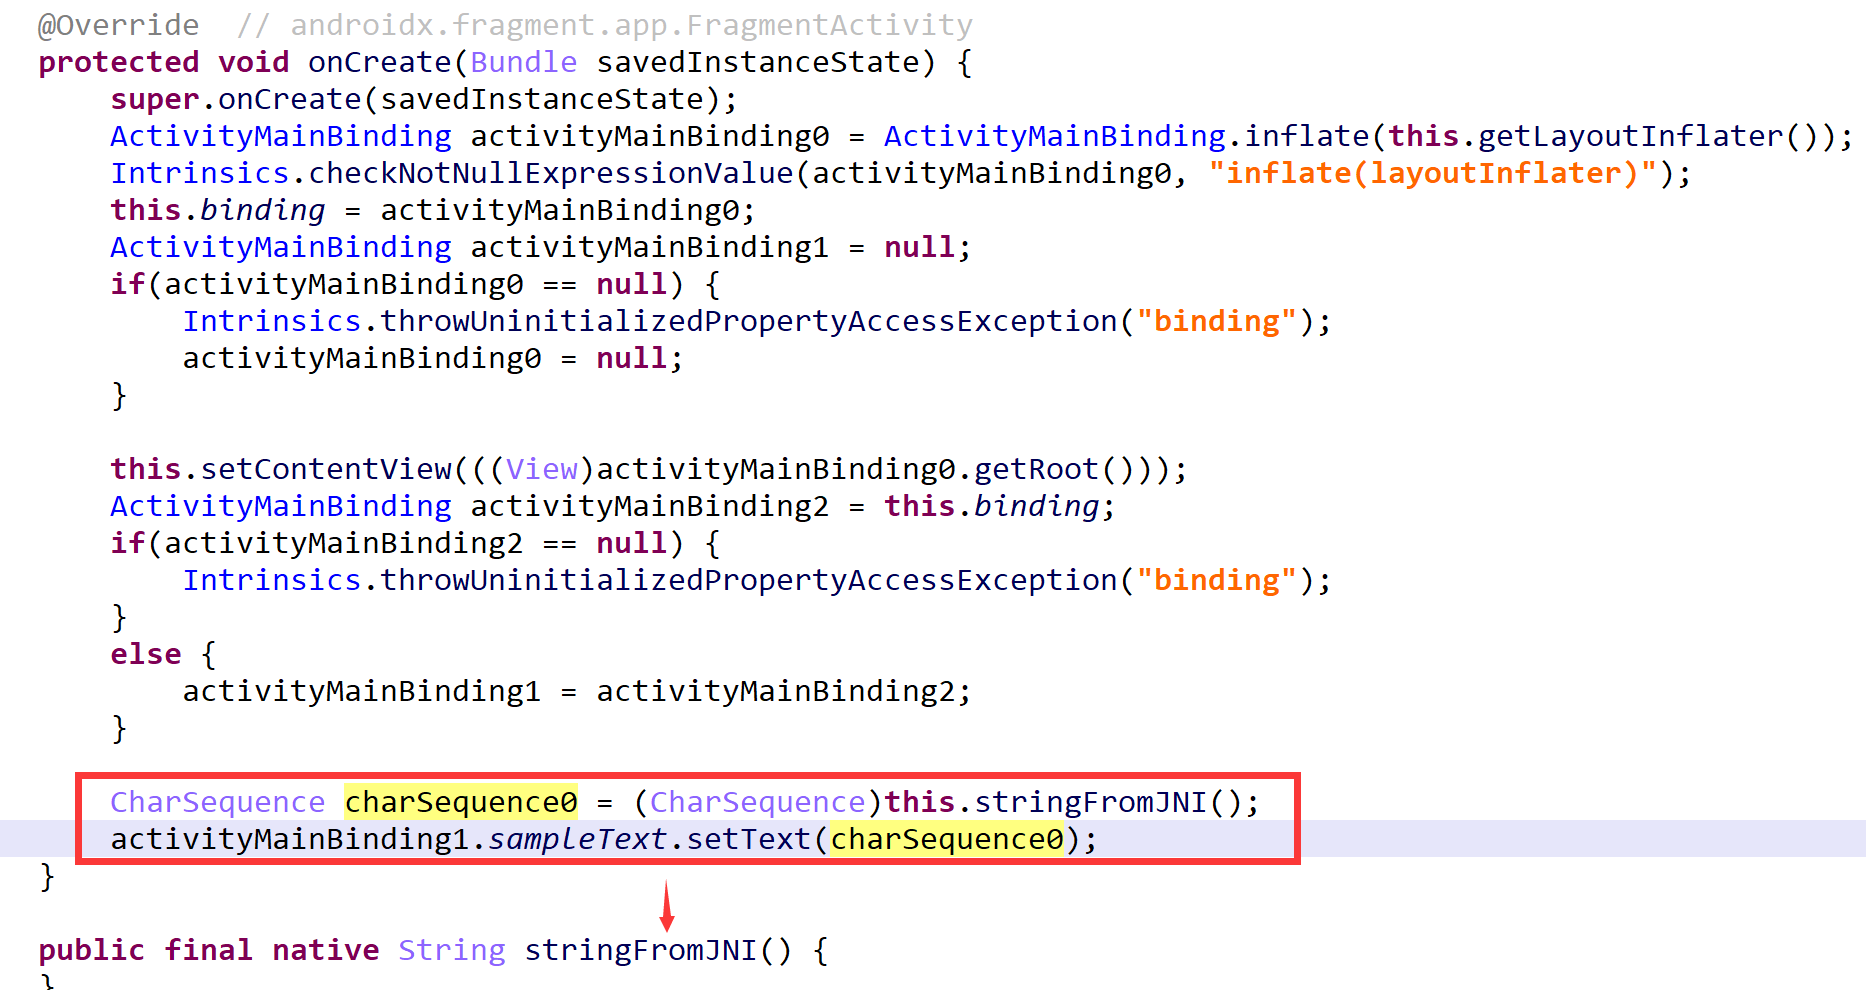 @Override  // androidx.fragment.app.FragmentActivity
protected void onCreate(Bundle savedInstanceState) {
    super.onCreate(savedInstanceState);
    ActivityMainBinding activityMainBinding0 = ActivityMainBinding.inflate(this.getLayoutInflater());
    Intrinsics.checkNotNullExpressionValue(activityMainBinding0, "inflate(layoutInflater)");
    this.binding = activityMainBinding0;
    ActivityMainBinding activityMainBinding1 = null;
    if(activityMainBinding0 == null) {
        Intrinsics.throwUninitializedPropertyAccessException("binding");
        activityMainBinding0 = null;
    }

    this.setContentView(((View)activityMainBinding0.getRoot()));
    ActivityMainBinding activityMainBinding2 = this.binding;
    if(activityMainBinding2 == null) {
        Intrinsics.throwUninitializedPropertyAccessException("binding");
    }
    else {
        activityMainBinding1 = activityMainBinding2;
    }

    CharSequence charSequence0 = (CharSequence)this.stringFromJNI();
    activityMainBinding1.sampleText.setText(charSequence0);
}

public final native String stringFromJNI() {
}